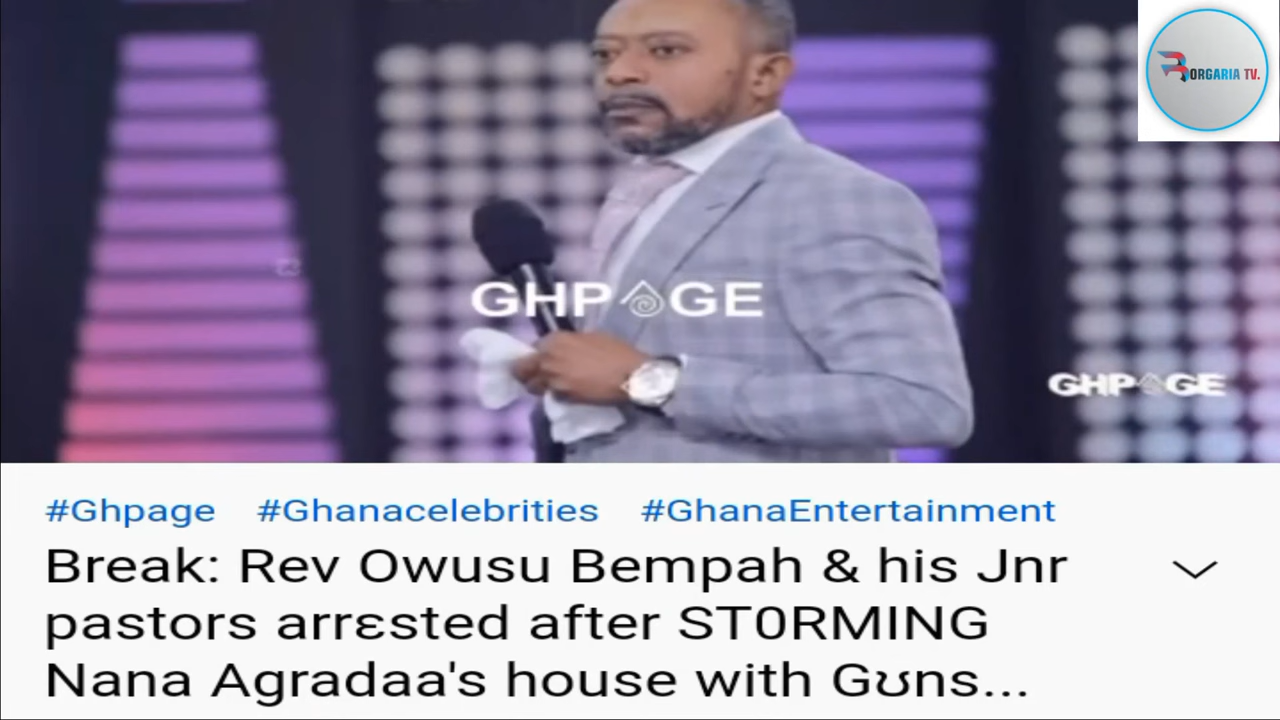 BORGARIA TV.
GHPAGE
GHPAGE
#Ghpage #Ghanacelebrities #GhanaEntertainment
Break: Rev Owusu Bempah & his Jnr
pastors arrɛsted after ST0RMING
Nana Agradaa's house with Gʊns...